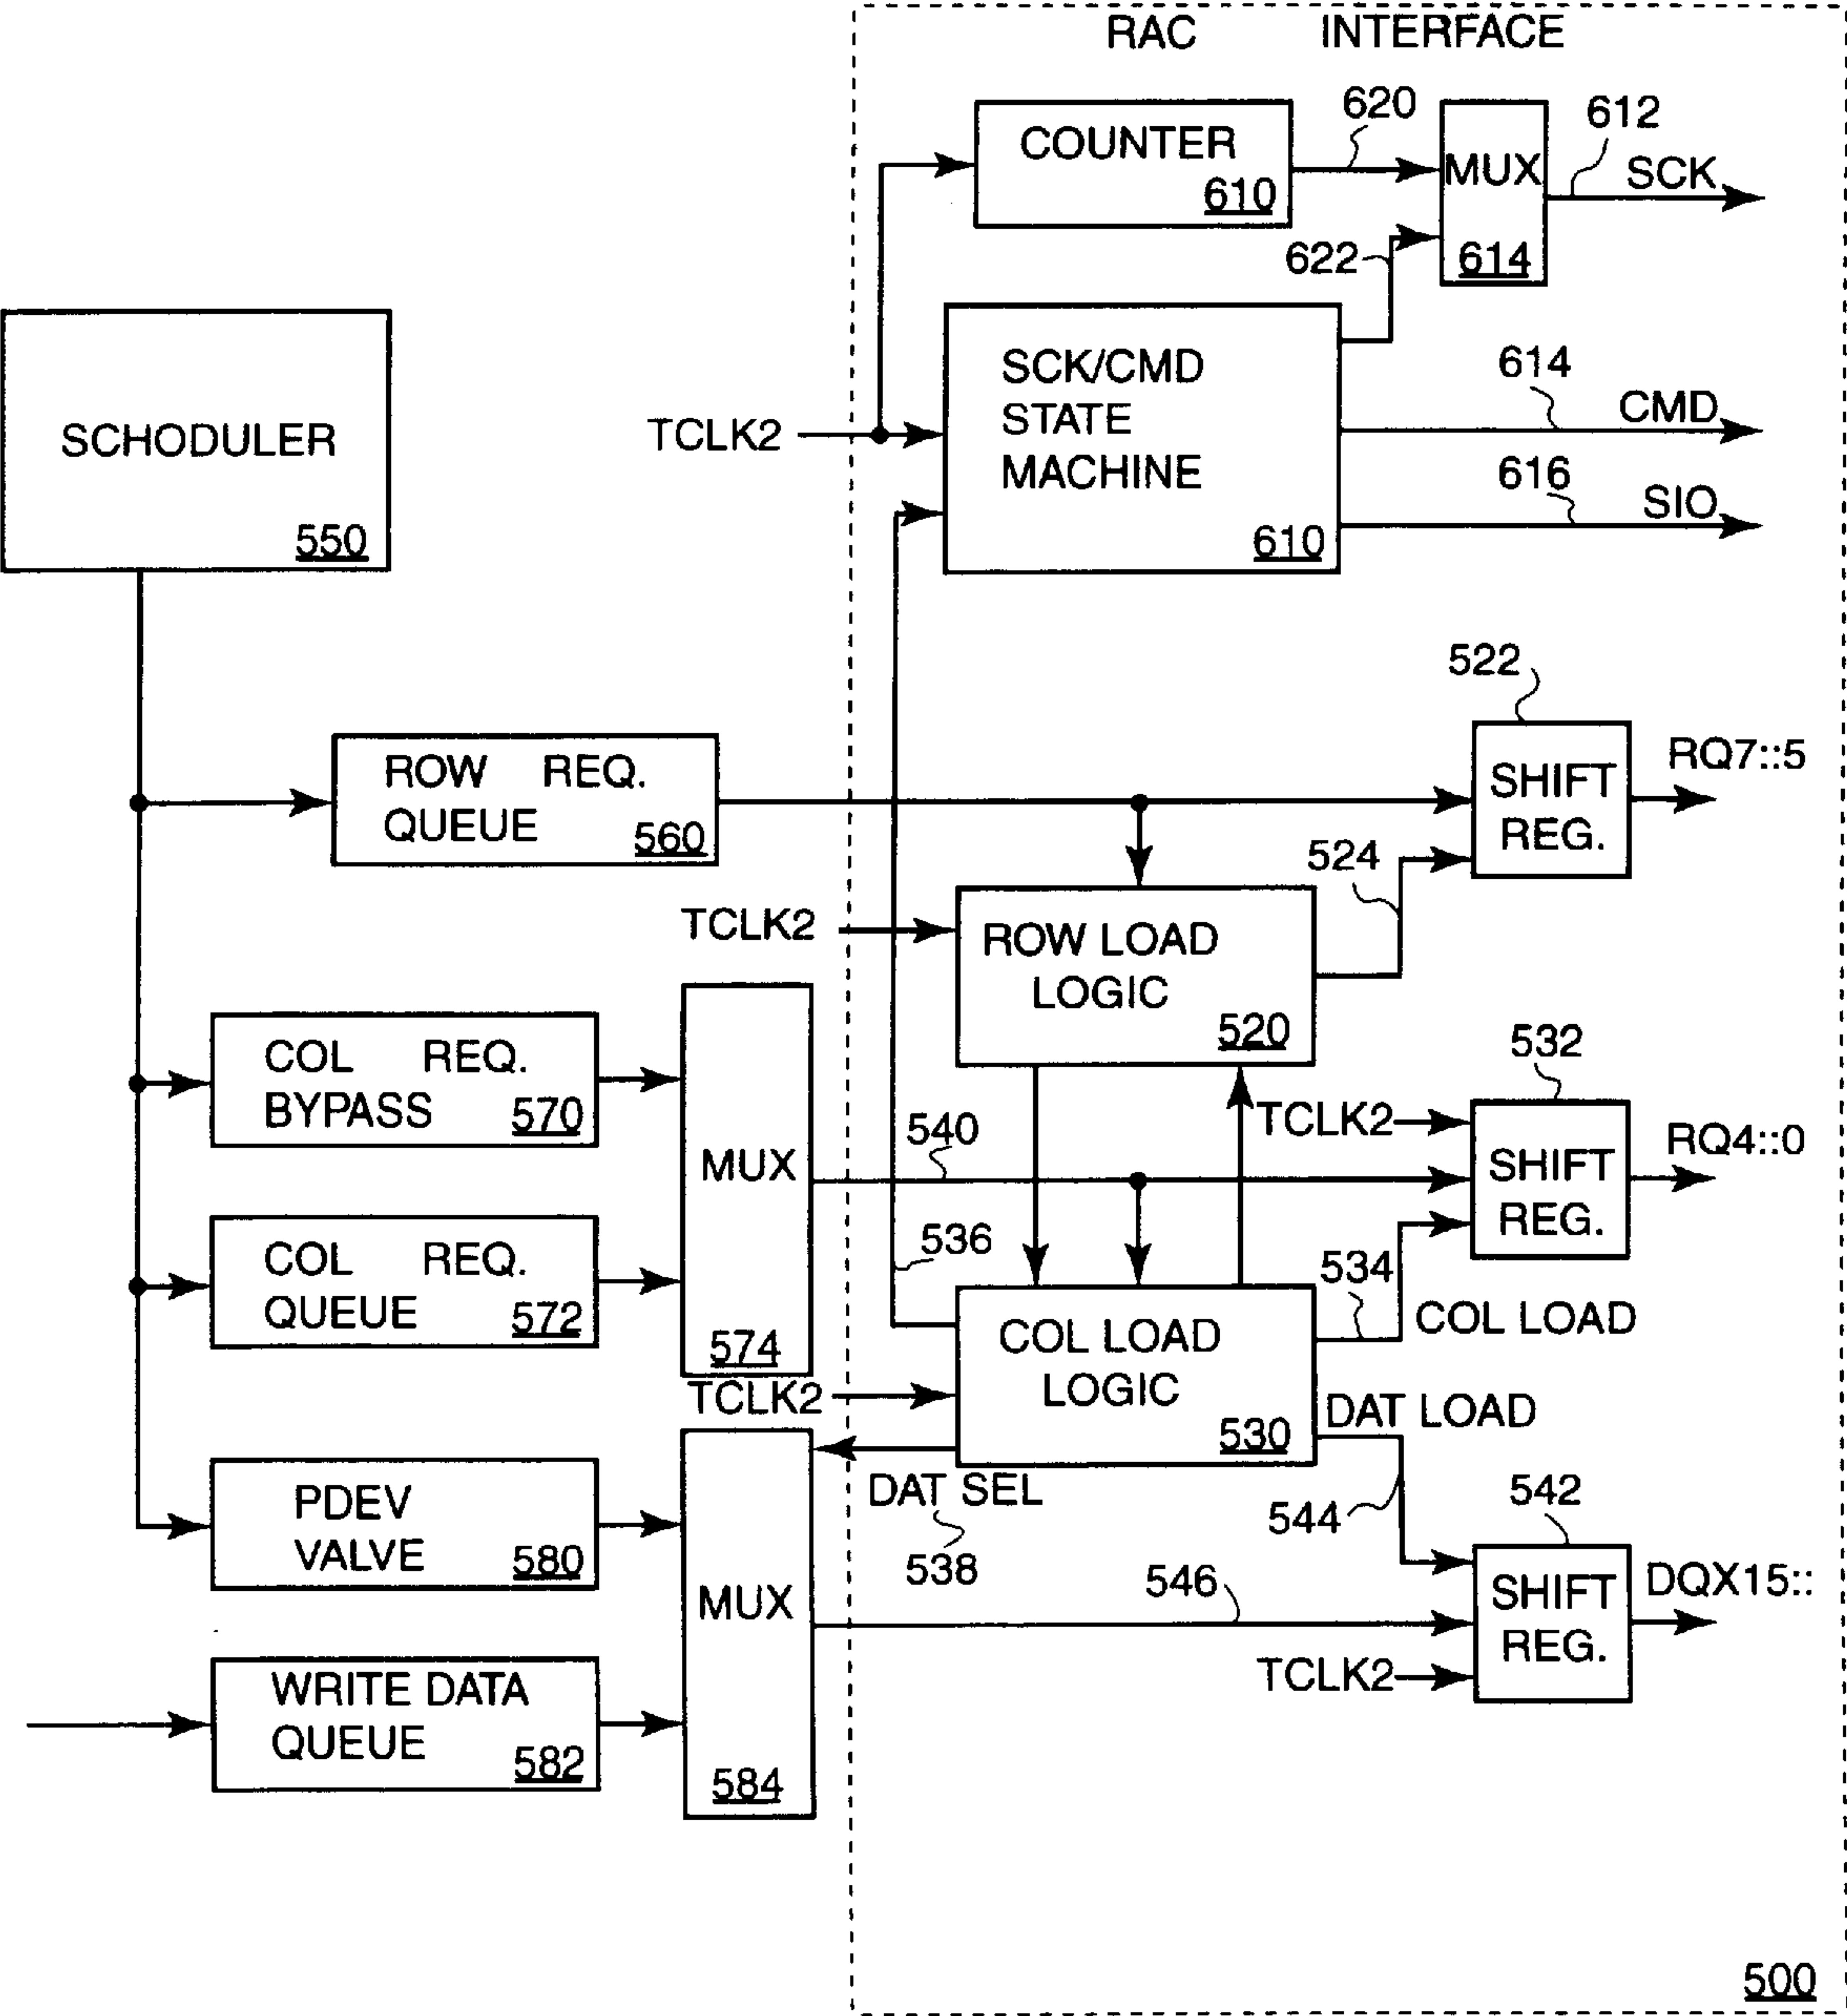 RAC INTERFACE
COUNTER
610
620
MUX
614
612
SCK
622
SCHODULER
550
TCLK2
SCK/CMD
STATE
MACHINE
610
614
CMD
616
SIO
ROW REQ.
QUEUE
560
522
SHIFT
REG.
RQ7::5
524
TCLK2
ROW LOAD
LOGIC
520
COL REQ.
BYPASS
570
MUX
574
540
TCLK2
532
SHIFT
REG.
RQ4::0
COL REQ.
QUEUE
572
536
534
COL LOAD
TCLK2
COL LOAD
LOGIC
530
DAT LOAD
DAT SEL
538
544
542
PDEV
VALVE
580
MUX
584
546
SHIFT
REG.
DQX15::
TCLK2
WRITE DATA
QUEUE
582
500